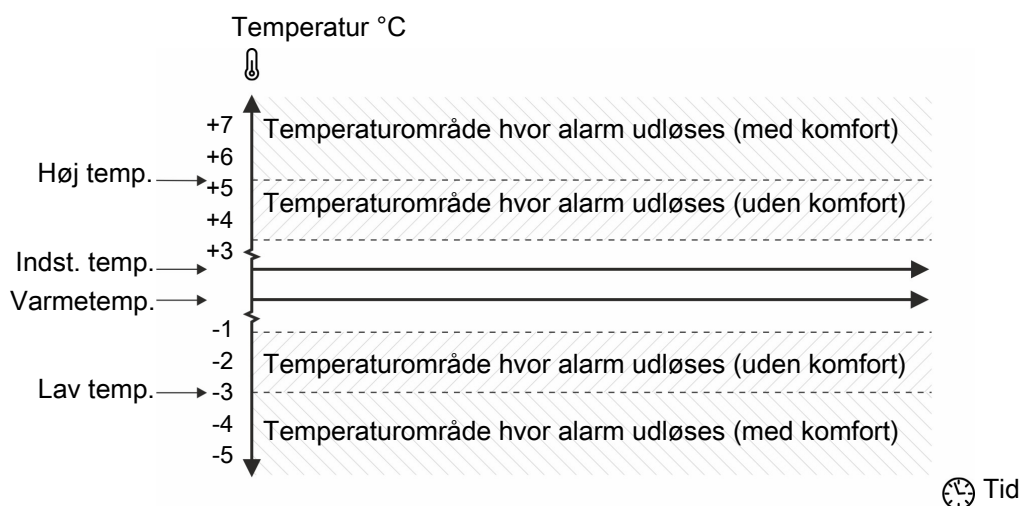 Temperatur °C
+7
Temperaturområde hvor alarm udløses (med komfort)
+6
Høj temp.
+5
Temperaturområde hvor alarm udløses (uden komfort)
+4
+3
Indst. temp.
Varmetemp.
-1
-2
Temperaturområde hvor alarm udløses (uden komfort)
Lav temp.
-3
-4
Temperaturområde hvor alarm udløses (med komfort)
-5
Tid